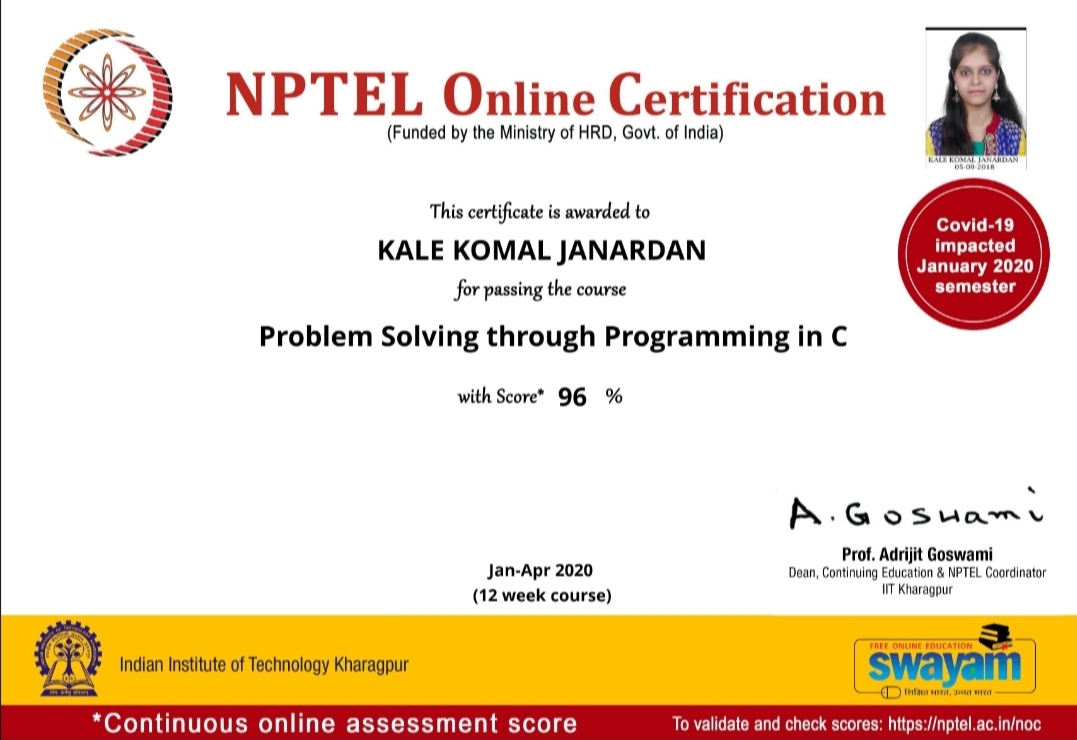 NPTEL Online Certification
(Funded by the Ministry of HRD, Govt. of India)
KALE KOMAL JANARDAN
05-09-2018
This certificate is awarded to
KALE KOMAL JANARDAN
for passing the course
Problem Solving through Programming in C
with Score* 96 %
Covid-19
impacted
January 2020
semester
A. Goswami
Prof. Adrijit Goswami
Dean, Continuing Education & NPTEL Coordinator
IIT Kharagpur
Jan-Apr 2020
(12 week course)
Indian Institute of Technology Kharagpur
FREE ONLINE EDUCATION
swayam
शिक्षित भारत, उन्नत भारत
*Continuous online assessment score
To validate and check scores: https://nptel.ac.in/noc